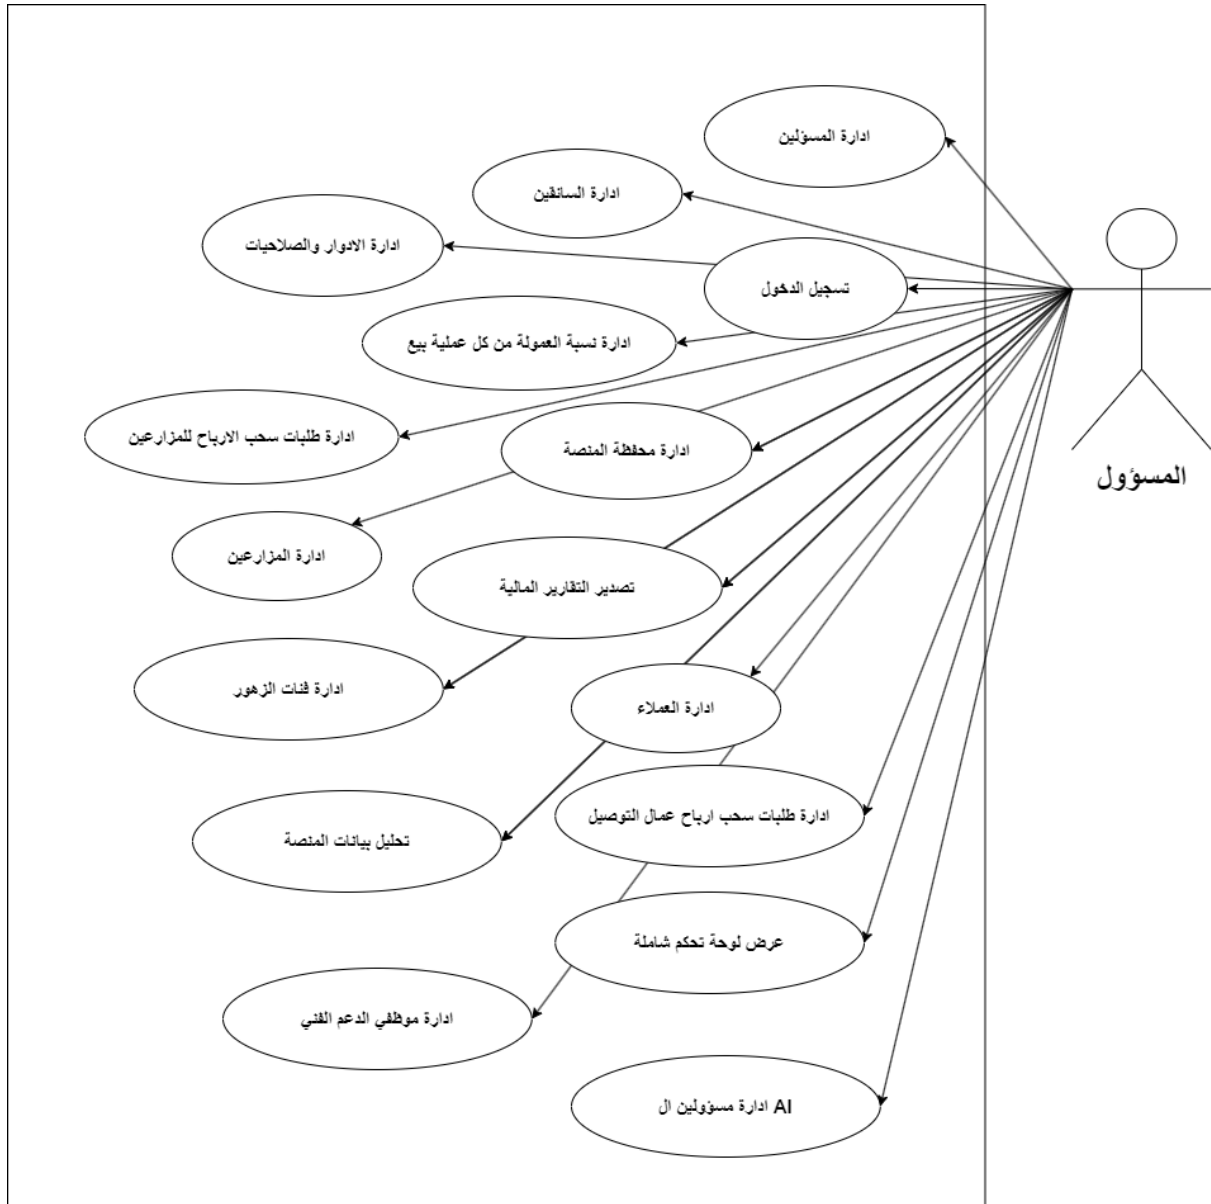 ادارة المسؤلين
ادارة السائقين
ادارة الادوار والصلاحيات
تسجيل الدخول
ادارة نسبة العمولة من كل عملية بيع
ادارة طلبات سحب الارباح للمزارعين
ادارة محفظة المنصة
المسؤول
ادارة المزارعين
تصدير التقارير المالية
ادارة فئات الزهور
ادارة العملاء
ادارة طلبات سحب ارباح عمال التوصيل
تحليل بيانات المنصة
عرض لوحة تحكم شاملة
ادارة موظفي الدعم الفني
ادارة مسؤولين ال AI